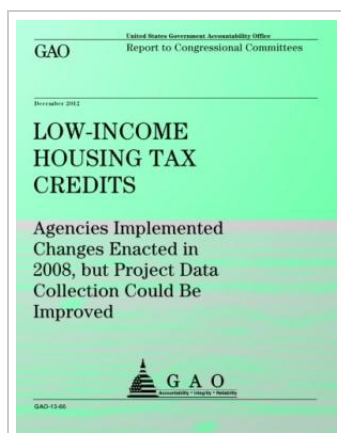 United States Government Accountability Office
GAO
Report to Congressional Committees
December 2012
LOW-INCOME
HOUSING TAX
CREDITS
Agencies Implemented
Changes Enacted in
2008, but Project Data
Collection Could Be
Improved
GAO
Accountability * Integrity * Reliability
GAO-13-66